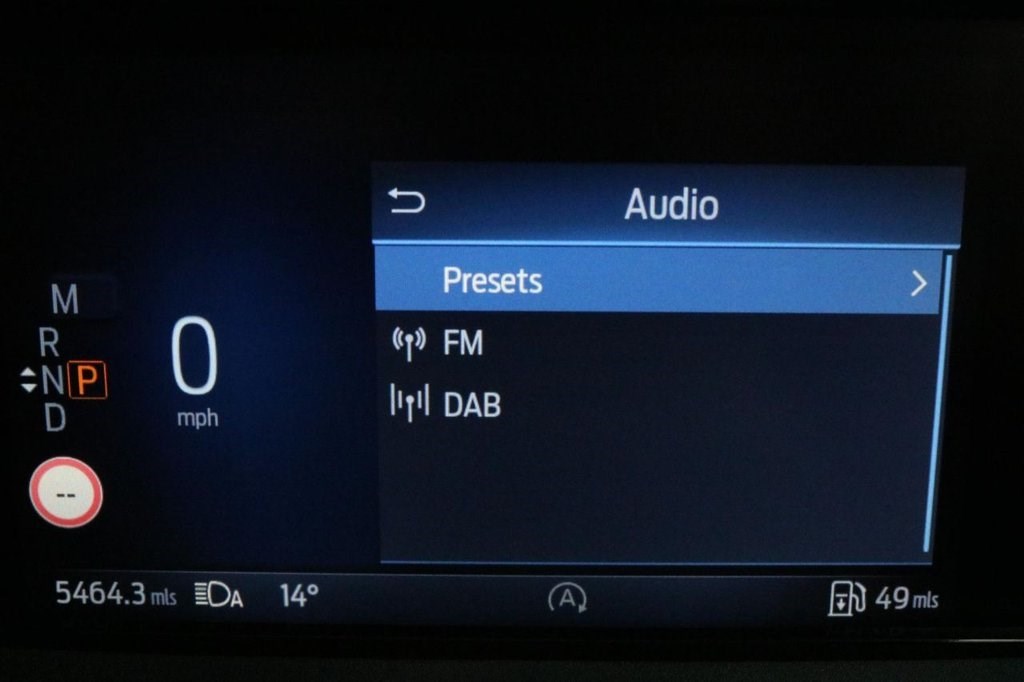 Audio
Presets
FM
DAB
M
R
N P
D
0
mph
--
5464.3 mls
A
14°
A
49 mls